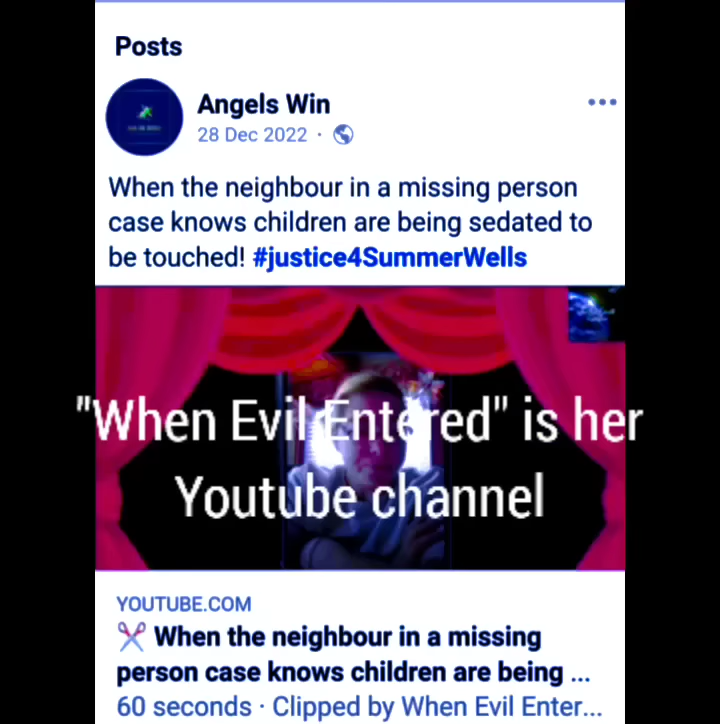 Posts
Angels Win
28 Dec 2022 ·
When the neighbour in a missing person
case knows children are being sedated to
be touched! #justice4SummerWells
"When Evil Entered" is her
Youtube channel
YOUTUBE.COM
When the neighbour in a missing
person case knows children are being ...
60 seconds · Clipped by When Evil Enter...